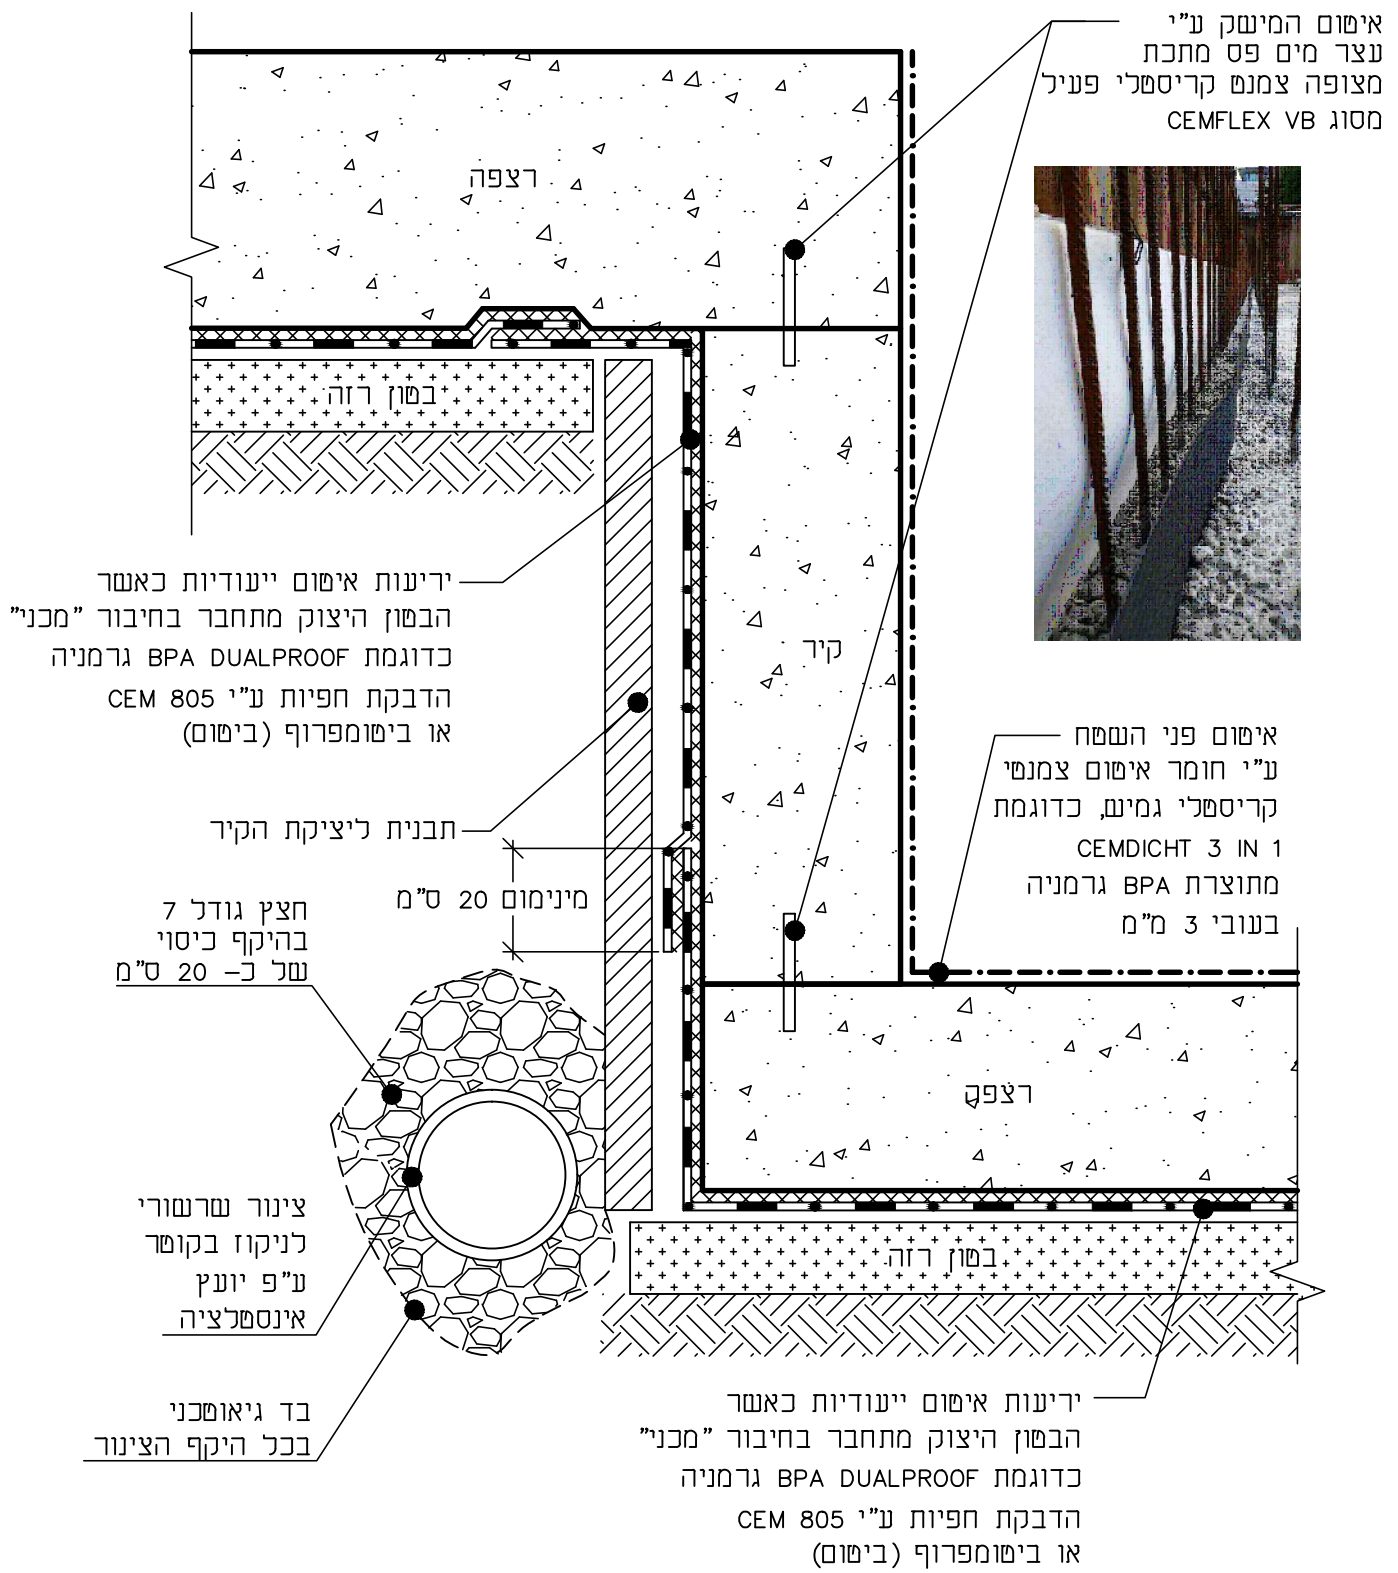 איטום המישק ע"י
עצר מים פס מתכת
מצופה צמנט קריסטלי פעיל
מסוג CEMFLEX VB
רצפה
בטון רזה
יריעות איטום ייעודיות כאשר
הבטון היצוק מתחבר בחיבור "מכני"
כדוגמת BPA DUALPROOF גרמניה
הדבקת חפיות ע"י CEM 805
או ביטומפרוף (ביטום)
קיר
איטום פני השטח
ע"י חומר איטום צמנטי
קריסטלי גמיש, כדוגמת
CEMDICHT 3 IN 1
מתוצרת BPA גרמניה
בעובי 3 מ"מ
תבנית ליציקת הקיר
מינימום 20 ס"מ
חצץ גודל 7
בהיקף כיסוי
של כ- 20 ס"מ
רצפה
צינור שרשורי
לניקוז בקוטר
ע"פ יועץ
אינסטלציה
בטון רזה
בד גיאוטכני
בכל היקף הצינור
יריעות איטום ייעודיות כאשר
הבטון היצוק מתחבר בחיבור "מכני"
כדוגמת BPA DUALPROOF גרמניה
הדבקת חפיות ע"י CEM 805
או ביטומפרוף (ביטום)